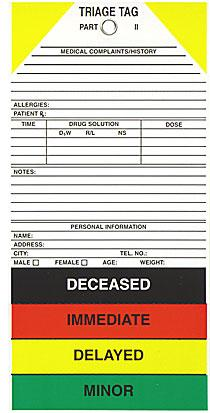 TRIAGE TAG
PART II
MEDICAL COMPLAINTS/HISTORY
ALLERGIES:
PATIENT ℞:
TIME DRUG SOLUTION DOSE
D₅W R/L NS
NOTES:
PERSONAL INFORMATION
NAME:
ADDRESS:
CITY: TEL. NO.:
MALE □ FEMALE □ AGE: WEIGHT:
DECEASED
IMMEDIATE
DELAYED
MINOR